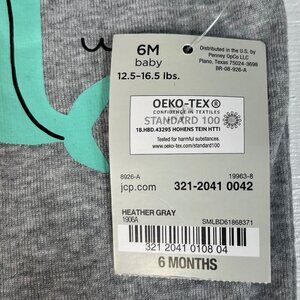 6M
baby
12.5-16.5 lbs.
Distributed in the U.S. by
Penney OpCo LLC
Plano, Texas 75024-3698
BR-08-926-A
OEKO-TEX®
CONFIDENCE IN TEXTILES
STANDARD 100
18.HBD.43295 HOHENSTEIN HTTI
Tested for harmful substances.
www.oeko-tex.com/standard100
8926-A
19963-8
jcp.com
321-2041 0042
HEATHER GRAY
1906A
SMLBD61868371
321 2041 0108 04
6 MONTHS